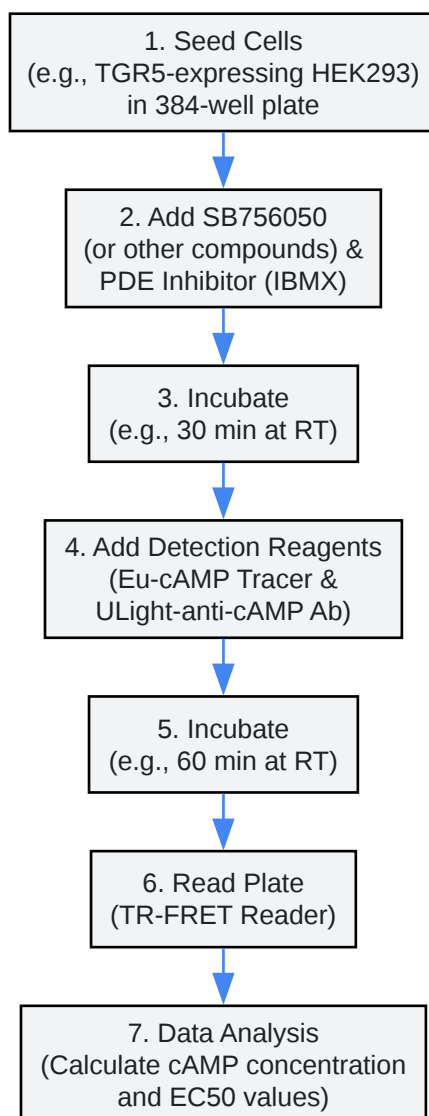 1. Seed Cells
(e.g., TGR5-expressing HEK293)
in 384-well plate
2. Add SB756050
(or other compounds) &
PDE Inhibitor (IBMX)
3. Incubate
(e.g., 30 min at RT)
4. Add Detection Reagents
(Eu-cAMP Tracer &
ULight-anti-cAMP Ab)
5. Incubate
(e.g., 60 min at RT)
6. Read Plate
(TR-FRET Reader)
7. Data Analysis
(Calculate cAMP concentration
and EC50 values)